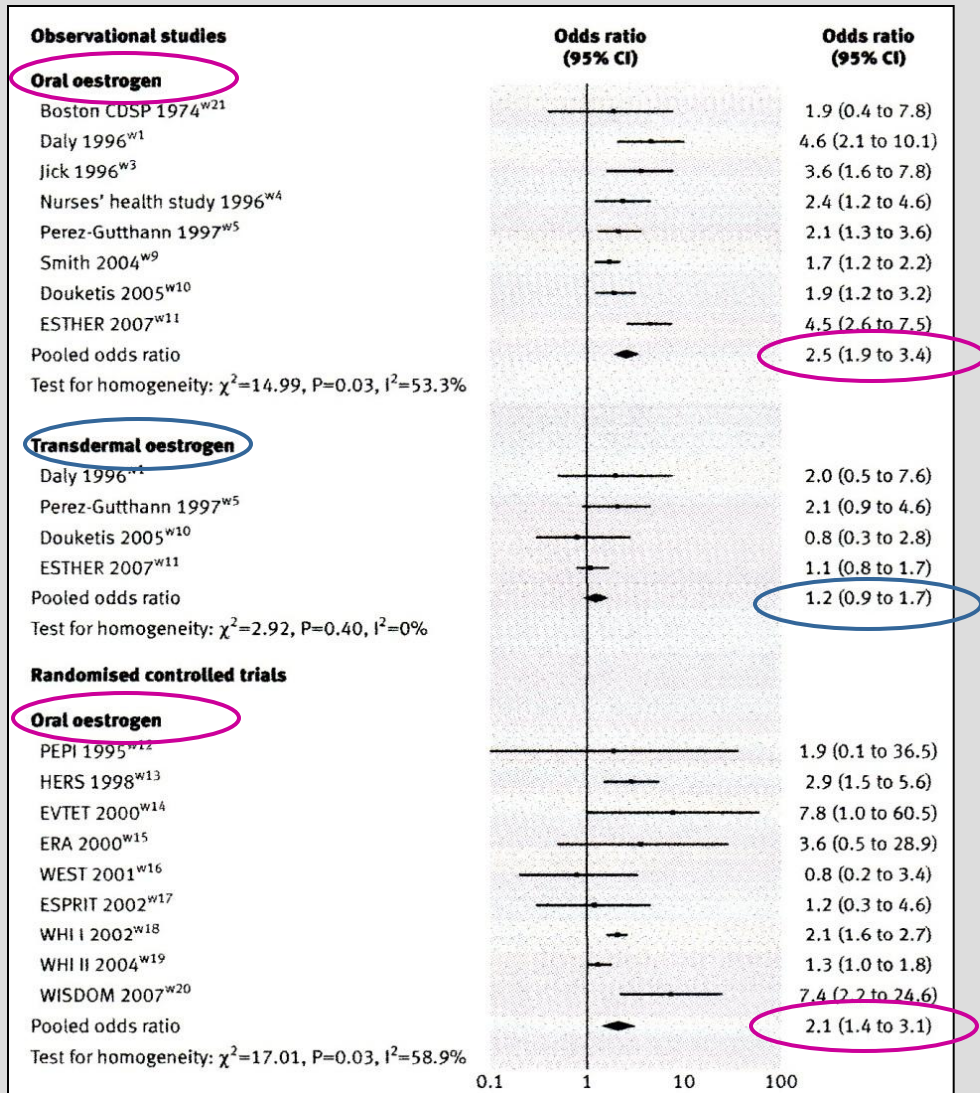 Observational studies Odds ratio (95% CI) Odds ratio (95% CI)
Oral oestrogen
Boston CDSP 1974w21 1.9 (0.4 to 7.8)
Daly 1996w1 4.6 (2.1 to 10.1)
Jick 1996w3 3.6 (1.6 to 7.8)
Nurses' health study 1996w4 2.4 (1.2 to 4.6)
Perez-Gutthann 1997w5 2.1 (1.3 to 3.6)
Smith 2004w9 1.7 (1.2 to 2.2)
Douketis 2005w10 1.9 (1.2 to 3.2)
ESTHER 2007w11 4.5 (2.6 to 7.5)
Pooled odds ratio 2.5 (1.9 to 3.4)
Test for homogeneity: χ²=14.99, P=0.03, I²=53.3%
Transdermal oestrogen
Daly 1996w1 2.0 (0.5 to 7.6)
Perez-Gutthann 1997w5 2.1 (0.9 to 4.6)
Douketis 2005w10 0.8 (0.3 to 2.8)
ESTHER 2007w11 1.1 (0.8 to 1.7)
Pooled odds ratio 1.2 (0.9 to 1.7)
Test for homogeneity: χ²=2.92, P=0.40, I²=0%
Randomised controlled trials
Oral oestrogen
PEPI 1995w12 1.9 (0.1 to 36.5)
HERS 1998w13 2.9 (1.5 to 5.6)
EVTET 2000w14 7.8 (1.0 to 60.5)
ERA 2000w15 3.6 (0.5 to 28.9)
WEST 2001w16 0.8 (0.2 to 3.4)
ESPRIT 2002w17 1.2 (0.3 to 4.6)
WHI I 2002w18 2.1 (1.6 to 2.7)
WHI II 2004w19 1.3 (1.0 to 1.8)
WISDOM 2007w20 7.4 (2.2 to 24.6)
Pooled odds ratio 2.1 (1.4 to 3.1)
Test for homogeneity: χ²=17.01, P=0.03, I²=58.9%
0.1 1 10 100